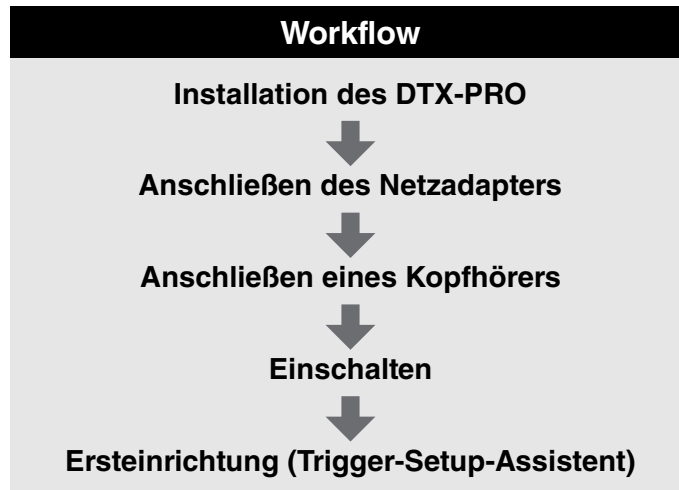 Workflow
Installation des DTX-PRO
Anschließen des Netzadapters
Anschließen eines Kopfhörers
Einschalten
Ersteinrichtung (Trigger-Setup-Assistent)